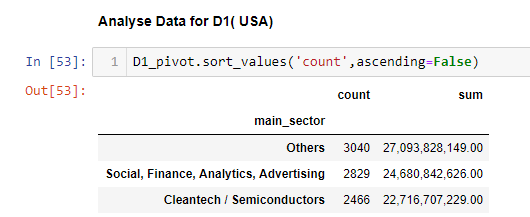 Analyse Data for D1( USA)
In [53]: 1 D1_pivot.sort_values('count',ascending=False)
Out[53]:
count sum
main_sector
Others 3040 27,093,828,149.00
Social, Finance, Analytics, Advertising 2829 24,680,842,626.00
Cleantech / Semiconductors 2466 22,716,707,229.00